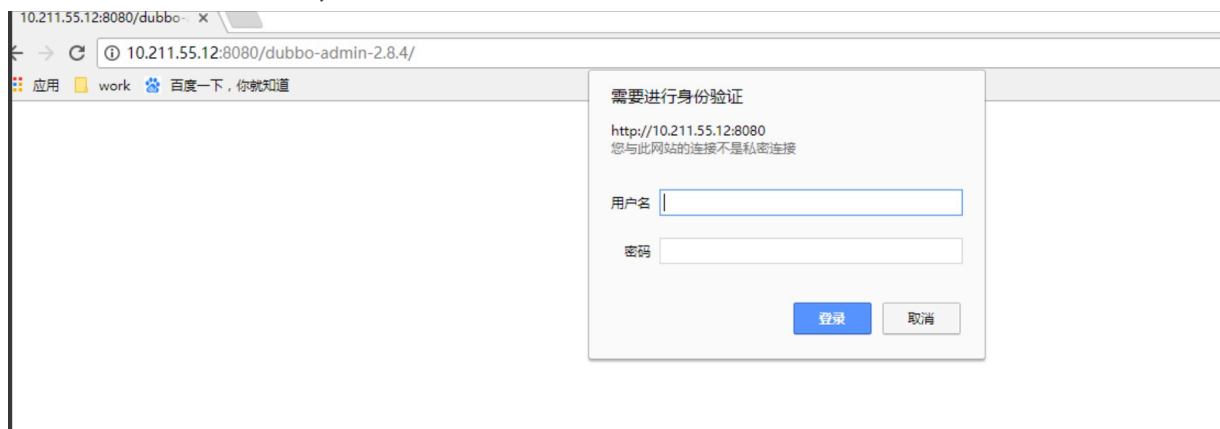 10.211.55.12:8080/dubbo-
10.211.55.12:8080/dubbo-admin-2.8.4/
应用 work 百度一下，你就知道
需要进行身份验证
http://10.211.55.12:8080
您与此网站的连接不是私密连接
用户名
密码
登录 取消